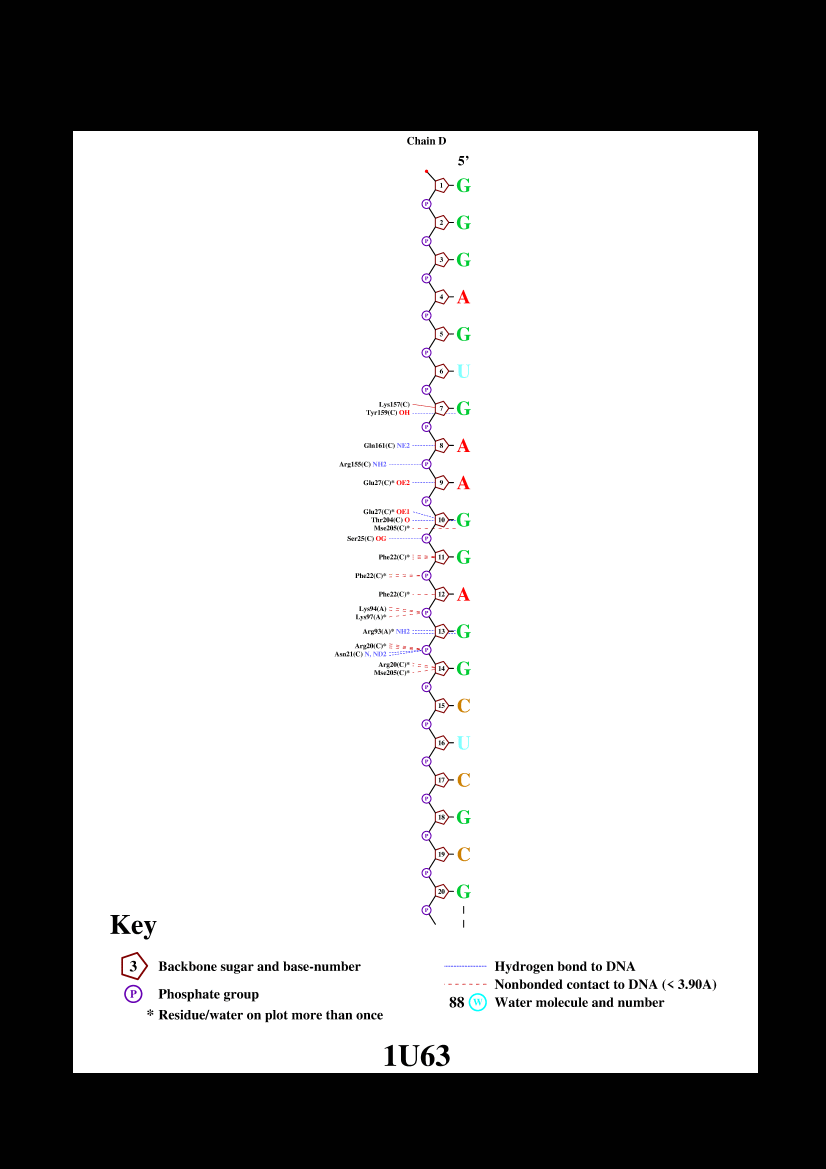 Chain D
5'
1 G
P
2 G
P
3 G
P
4 A
P
5 G
P
6 U
P
Lys157(C)
7 G
Tyr159(C) OH
P
Gln161(C) NE2 8 A
Arg155(C) NH2 P
Glu27(C)* OE2 9 A
P
Glu27(C)* OE1
Thr204(C) O 10 G
Mse205(C)*
Ser25(C) OG P
Phe22(C)* 11 G
Phe22(C)* P
Phe22(C)* 12 A
Lys94(A)
P
Lys97(A)*
Arg93(A)* NH2 13 G
Arg20(C)*
P
Asn21(C) N, ND2
Arg20(C)*
14 G
Mse205(C)*
P
15 C
P
16 U
P
17 C
P
18 G
P
19 C
P
20 G
P
Key
3 Backbone sugar and base-number
P Phosphate group
* Residue/water on plot more than once
Hydrogen bond to DNA
Nonbonded contact to DNA (< 3.90A)
88 W Water molecule and number
1U63